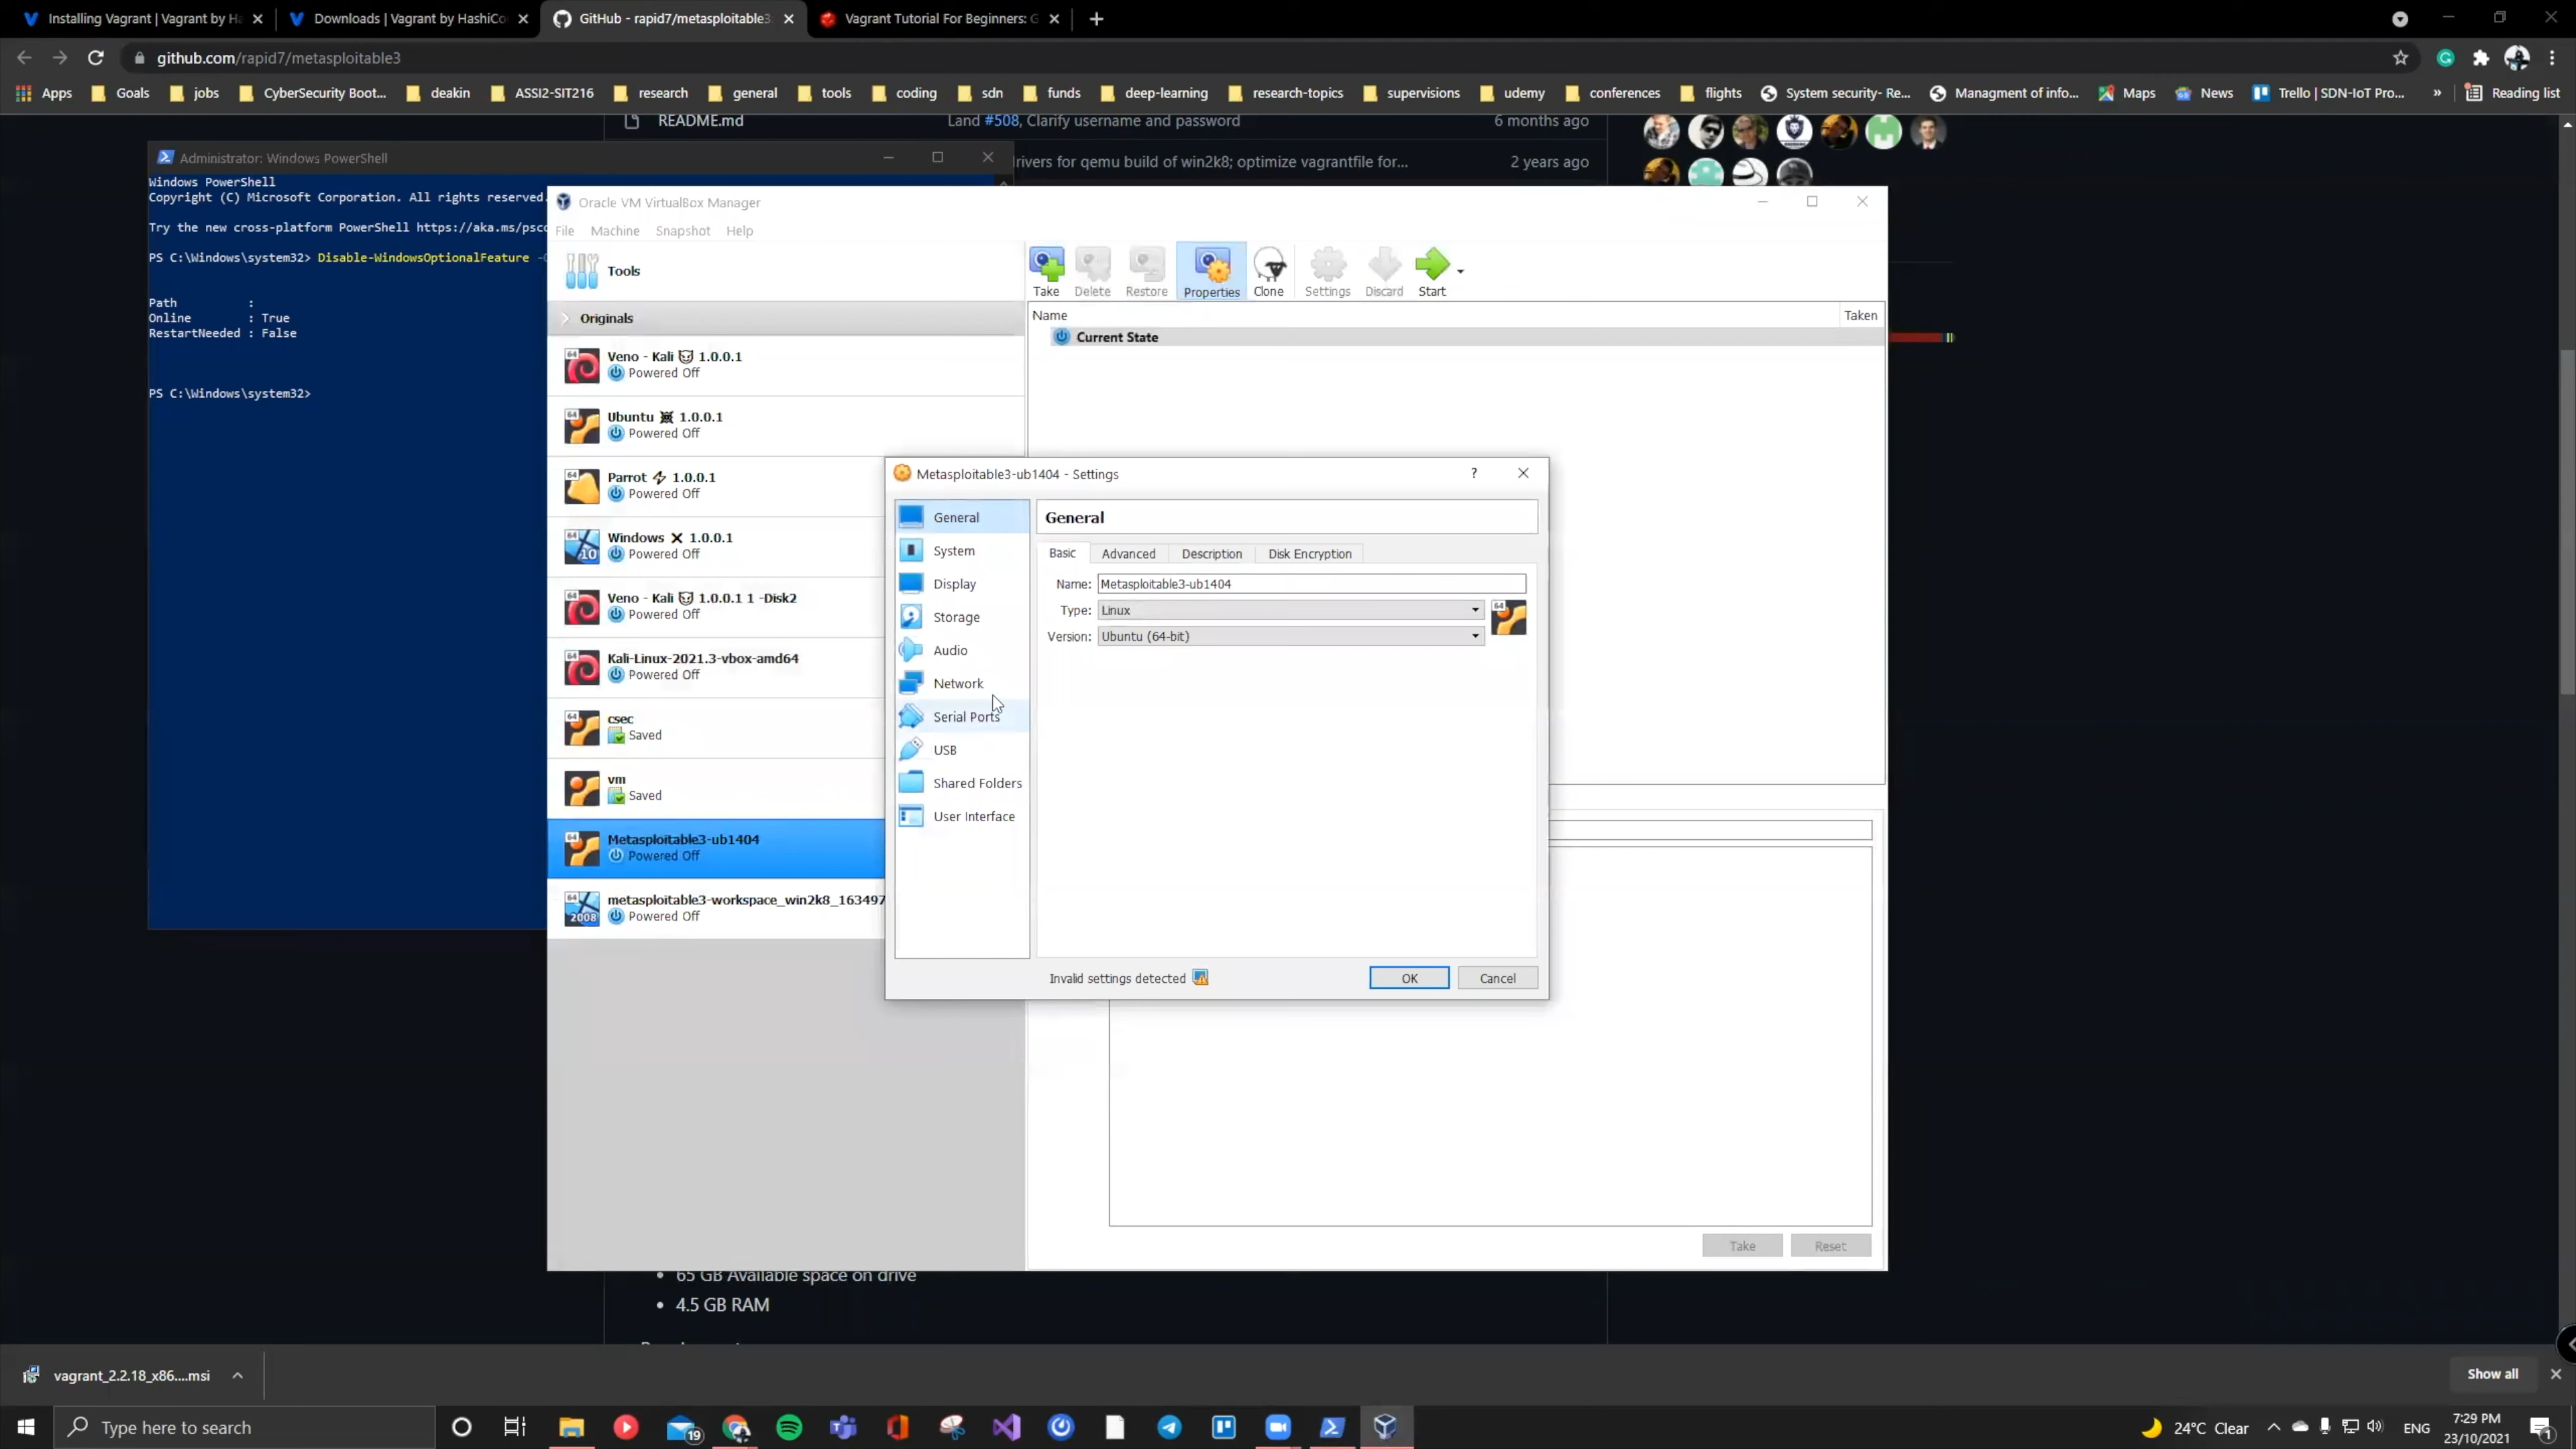 Installing Vagrant | Vagrant by Ha
Downloads | Vagrant by HashiCo
GitHub - rapid7/metasploitable3
Vagrant Tutorial For Beginners: G
github.com/rapid7/metasploitable3
Apps
Goals
jobs
CyberSecurity Boot...
deakin
ASSI2-SIT216
research
general
tools
coding
sdn
funds
deep-learning
research-topics
supervisions
udemy
conferences
flights
System security- Re...
Managment of info...
Maps
News
Trello | SDN-IoT Pro...
»
Reading list
README.md
Land #508, Clarify username and password
6 months ago
rivers for qemu build of win2k8; optimize vagrantfile for...
2 years ago
Administrator: Windows PowerShell
Windows PowerShell
Copyright (C) Microsoft Corporation. All rights reserved.
Try the new cross-platform PowerShell https://aka.ms/psco
PS C:\Windows\system32> Disable-WindowsOptionalFeature -O
Path :
Online : True
RestartNeeded : False
PS C:\Windows\system32>
Oracle VM VirtualBox Manager
File
Machine
Snapshot
Help
Tools
Take
Delete
Restore
Properties
Clone
Settings
Discard
Start
Originals
Name
Taken
Current State
Veno - Kali 😈 1.0.0.1
Powered Off
Ubuntu ☠ 1.0.0.1
Powered Off
Parrot ⚡ 1.0.0.1
Powered Off
Windows ✕ 1.0.0.1
Powered Off
Veno - Kali 😈 1.0.0.1 1 -Disk2
Powered Off
Kali-Linux-2021.3-vbox-amd64
Powered Off
csec
Saved
vm
Saved
Metasploitable3-ub1404
Powered Off
metasploitable3-workspace_win2k8_163497
Powered Off
Metasploitable3-ub1404 - Settings
?
General
System
Display
Storage
Audio
Network
Serial Ports
USB
Shared Folders
User Interface
General
Basic
Advanced
Description
Disk Encryption
Name: Metasploitable3-ub1404
Type: Linux
Version: Ubuntu (64-bit)
Invalid settings detected
OK
Cancel
Take
Reset
65 GB Available space on drive
4.5 GB RAM
vagrant_2.2.18_x86....msi
Show all
Type here to search
19
24°C Clear
ENG
7:29 PM
23/10/2021
1